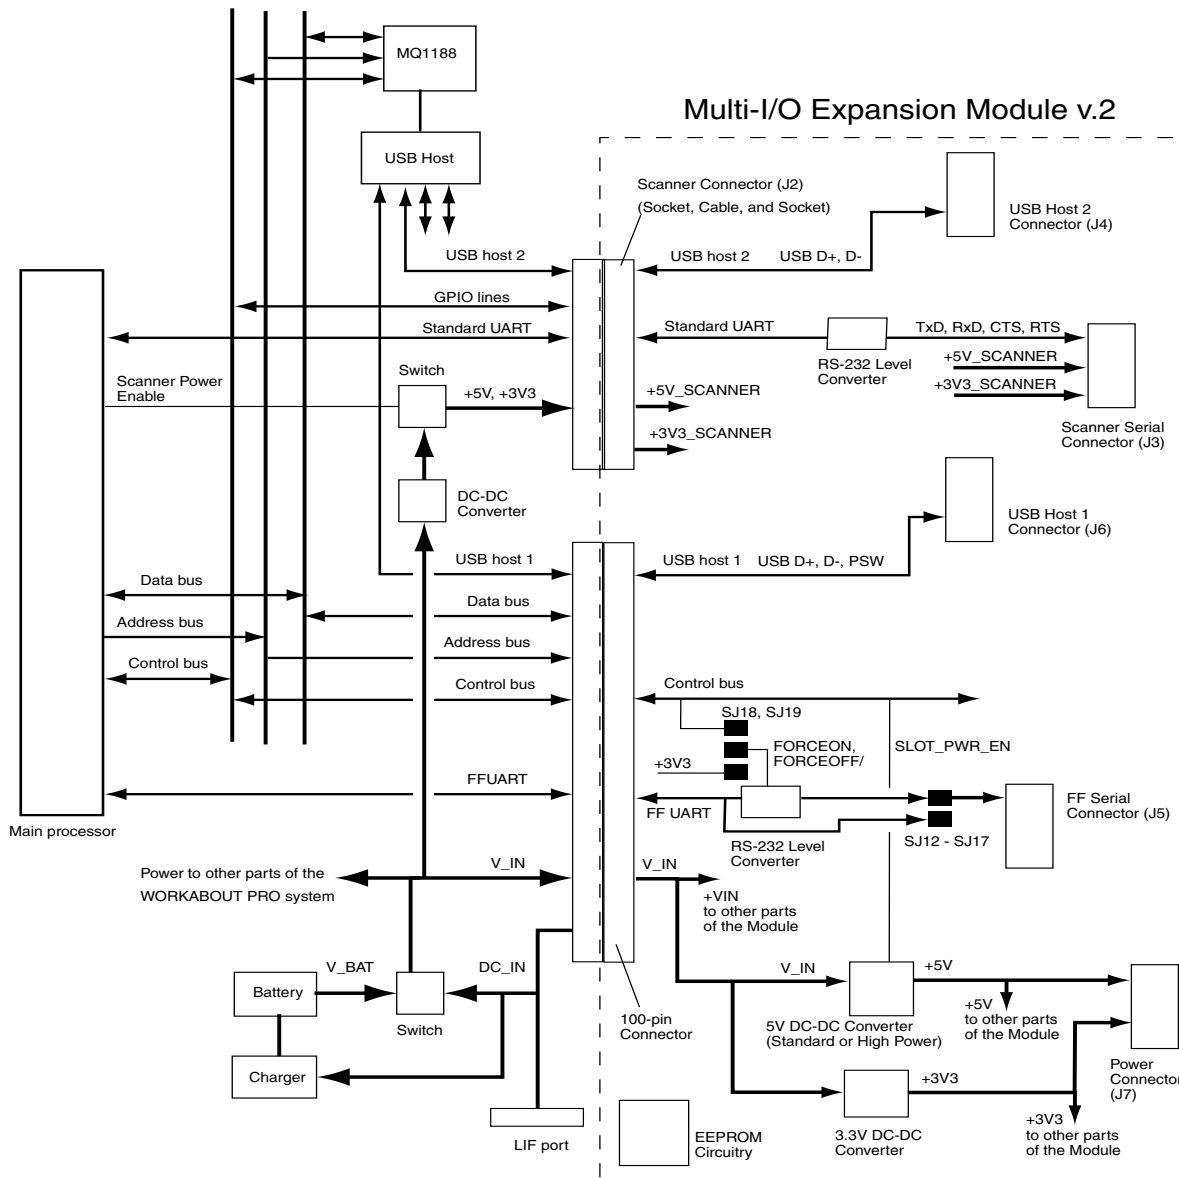 MQ1188
Multi-I/O Expansion Module v.2
USB Host
Scanner Connector (J2)
(Socket, Cable, and Socket)
USB Host 2
Connector (J4)
USB host 2
USB host 2
USB D+, D-
GPIO lines
Standard UART
Standard UART
TxD, RxD, CTS, RTS
RS-232 Level
Converter
+5V_SCANNER
+3V3_SCANNER
Scanner Serial
Connector (J3)
Scanner Power
Enable
Switch
+5V, +3V3
+5V_SCANNER
+3V3_SCANNER
DC-DC
Converter
USB Host 1
Connector (J6)
USB host 1
USB host 1
USB D+, D-, PSW
Data bus
Data bus
Address bus
Address bus
Control bus
Control bus
Control bus
SJ18, SJ19
FORCEON,
FORCEOFF/
SLOT_PWR_EN
+3V3
FFUART
FF UART
RS-232 Level
Converter
SJ12 - SJ17
FF Serial
Connector (J5)
Main processor
Power to other parts of the
WORKABOUT PRO system
V_IN
V_IN
+VIN
to other parts
of the Module
V_BAT
DC_IN
Battery
Switch
Charger
LIF port
100-pin
Connector
V_IN
+5V
5V DC-DC Converter
(Standard or High Power)
+5V
to other parts
of the Module
Power
Connector
(J7)
+3V3
3.3V DC-DC
Converter
+3V3
to other parts
of the Module
EEPROM
Circuitry